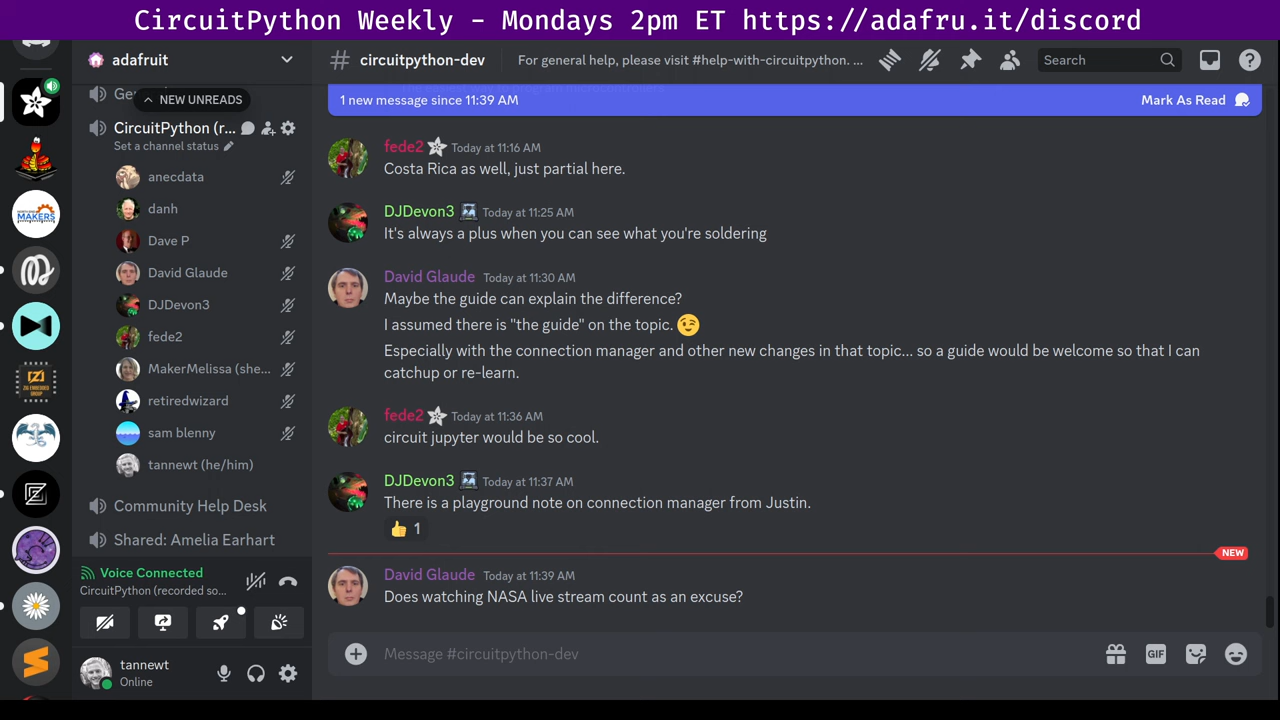 CircuitPython Weekly - Mondays 2pm ET https://adafru.it/discord
adafruit
Ge
NEW UNREADS
CircuitPython (r...
Set a channel status
anecdata
danh
Dave P
David Glaude
DJDevon3
fede2
MakerMelissa (she...
retiredwizard
sam blenny
tannewt (he/him)
Community Help Desk
Shared: Amelia Earhart
Voice Connected
CircuitPython (recorded so...
tannewt
Online
# circuitpython-dev
For general help, please visit #help-with-circuitpython. ...
Search
1 new message since 11:39 AM
Mark As Read
fede2 Today at 11:16 AM
Costa Rica as well, just partial here.
DJDevon3 Today at 11:25 AM
It's always a plus when you can see what you're soldering
David Glaude Today at 11:30 AM
Maybe the guide can explain the difference?
I assumed there is "the guide" on the topic. 😉
Especially with the connection manager and other new changes in that topic... so a guide would be welcome so that I can
catchup or re-learn.
fede2 Today at 11:36 AM
circuit jupyter would be so cool.
DJDevon3 Today at 11:37 AM
There is a playground note on connection manager from Justin.
👍 1
NEW
David Glaude Today at 11:39 AM
Does watching NASA live stream count as an excuse?
Message #circuitpython-dev
GIF